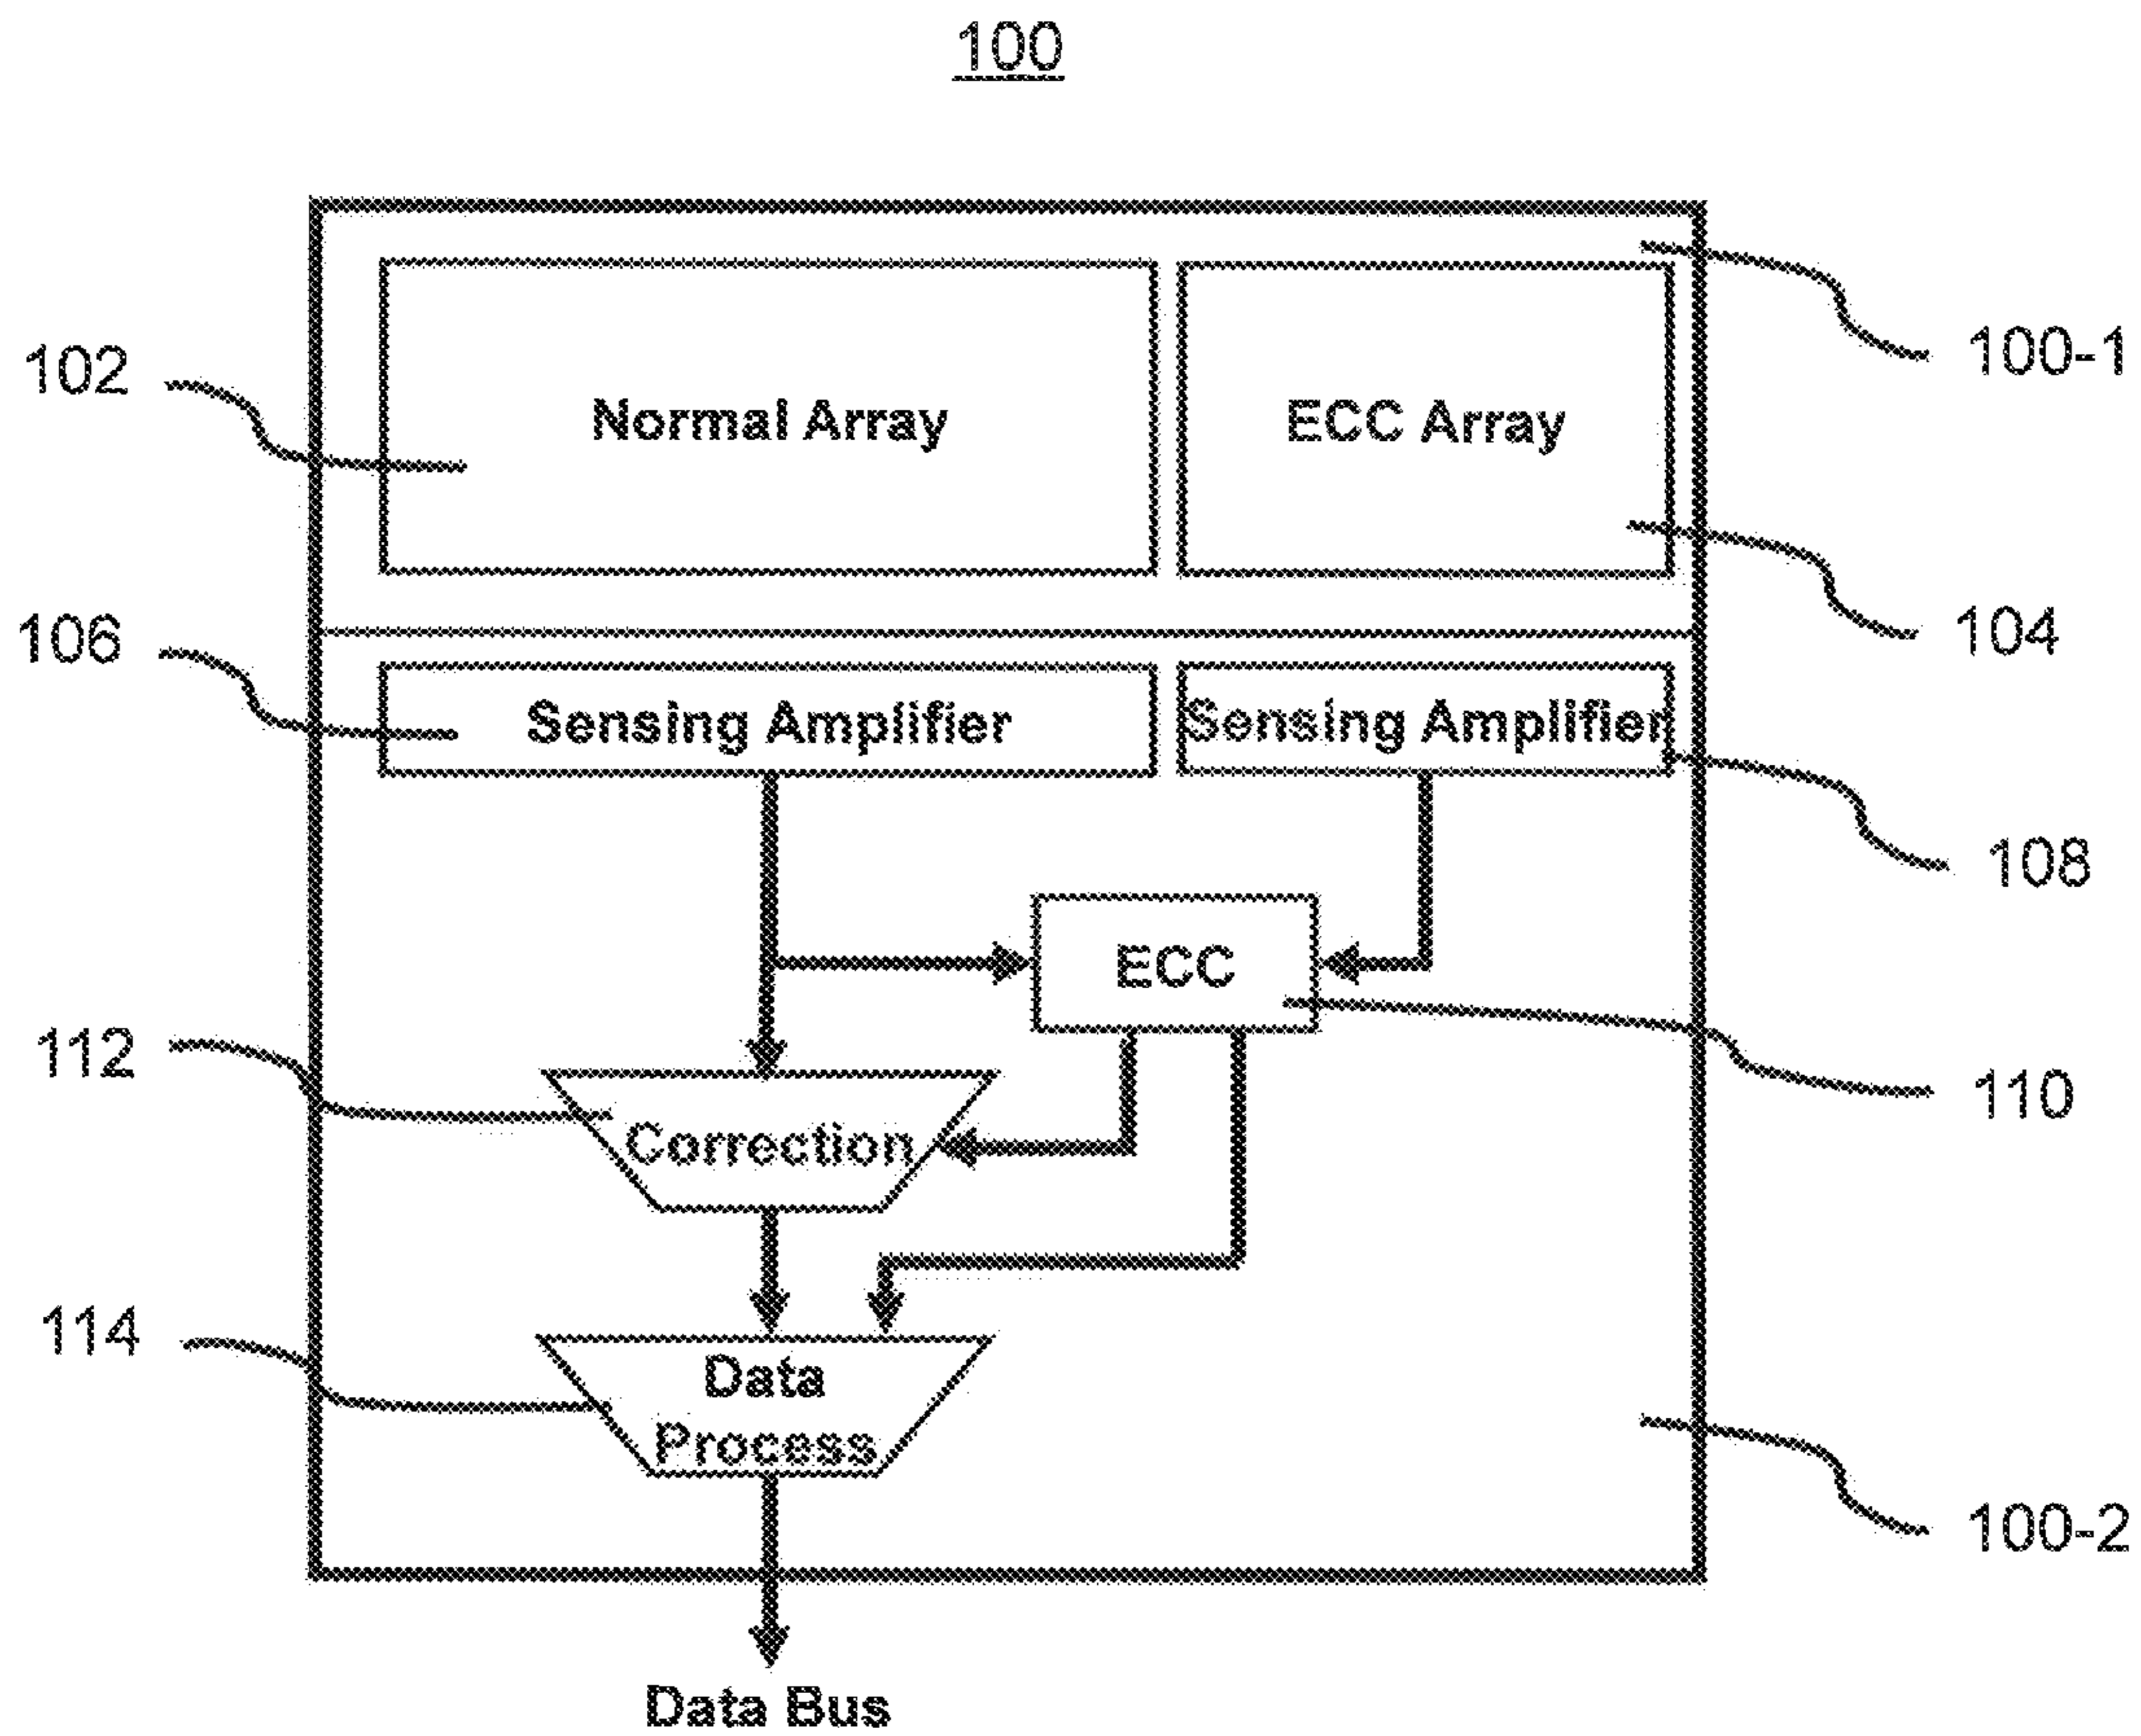 100
100-1
102
Normal Array
ECC Array
104
106
Sensing Amplifier
Sensing Amplifier
108
ECC
110
112
Correction
114
Data
Process
100-2
Data Bus